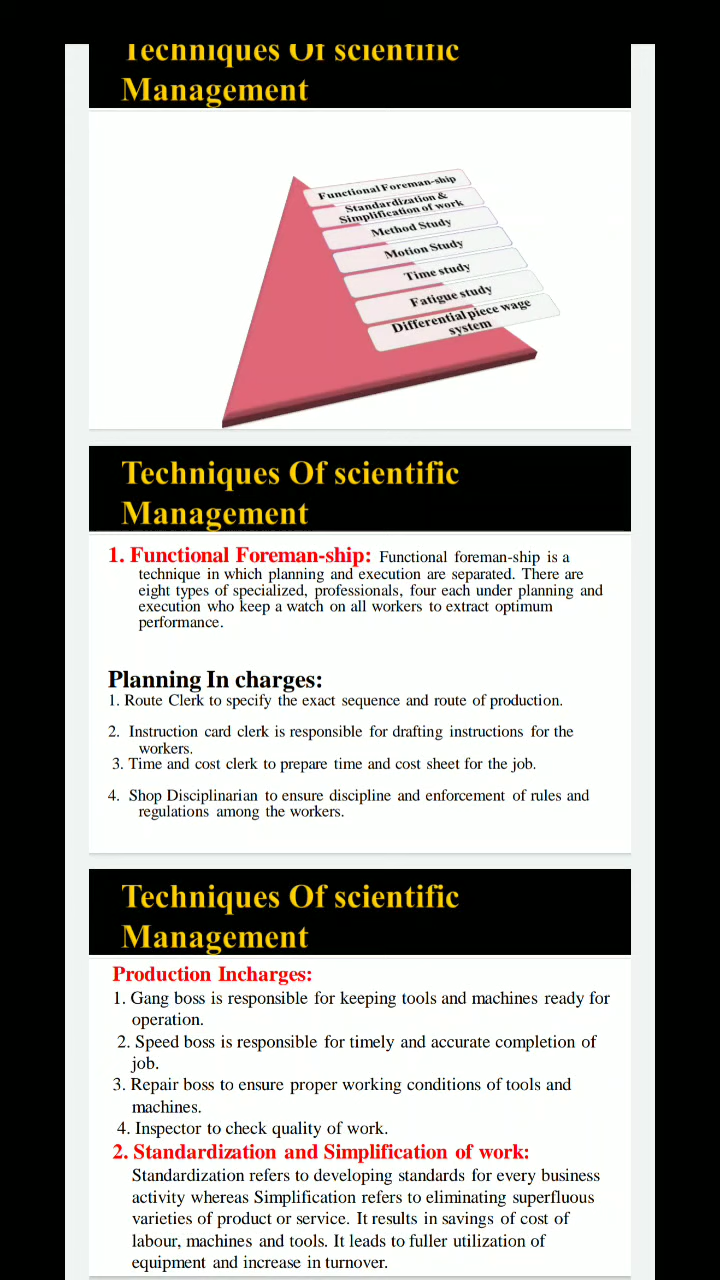 Techniques Of scientific
Management
Functional Foreman-ship
Standardization &
Simplification of work
Method Study
Motion Study
Time study
Fatigue study
Differential piece wage
system
Techniques Of scientific
Management
1. Functional Foreman-ship: Functional foreman-ship is a
technique in which planning and execution are separated. There are
eight types of specialized, professionals, four each under planning and
execution who keep a watch on all workers to extract optimum
performance.
Planning In charges:
1. Route Clerk to specify the exact sequence and route of production.
2. Instruction card clerk is responsible for drafting instructions for the
workers.
3. Time and cost clerk to prepare time and cost sheet for the job.
4. Shop Disciplinarian to ensure discipline and enforcement of rules and
regulations among the workers.
Techniques Of scientific
Management
Production Incharges:
1. Gang boss is responsible for keeping tools and machines ready for
operation.
2. Speed boss is responsible for timely and accurate completion of
job.
3. Repair boss to ensure proper working conditions of tools and
machines.
4. Inspector to check quality of work.
2. Standardization and Simplification of work:
Standardization refers to developing standards for every business
activity whereas Simplification refers to eliminating superfluous
varieties of product or service. It results in savings of cost of
labour, machines and tools. It leads to fuller utilization of
equipment and increase in turnover.